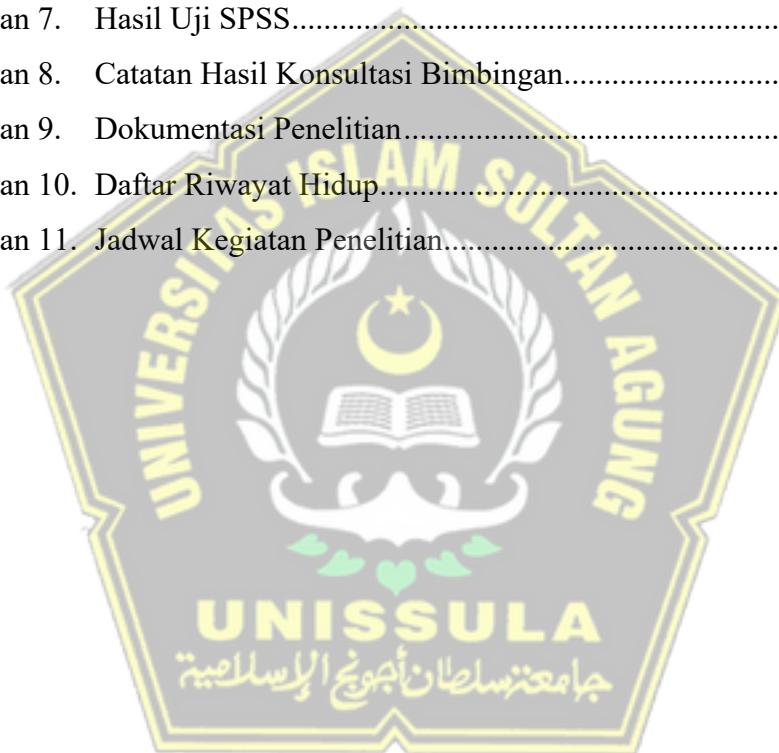 an 7. Hasil Uji SPSS.................................................................
an 8. Catatan Hasil Konsultasi Bimbingan...........................
an 9. Dokumentasi Penelitian...............................................
an 10. Daftar Riwayat Hidup..................................................
an 11. Jadwal Kegiatan Penelitian..........................................
UNIVERSITAS ISLAM SULTAN AGUNG
UNISSULA
جامعة سلطان أجونج الإسلامية